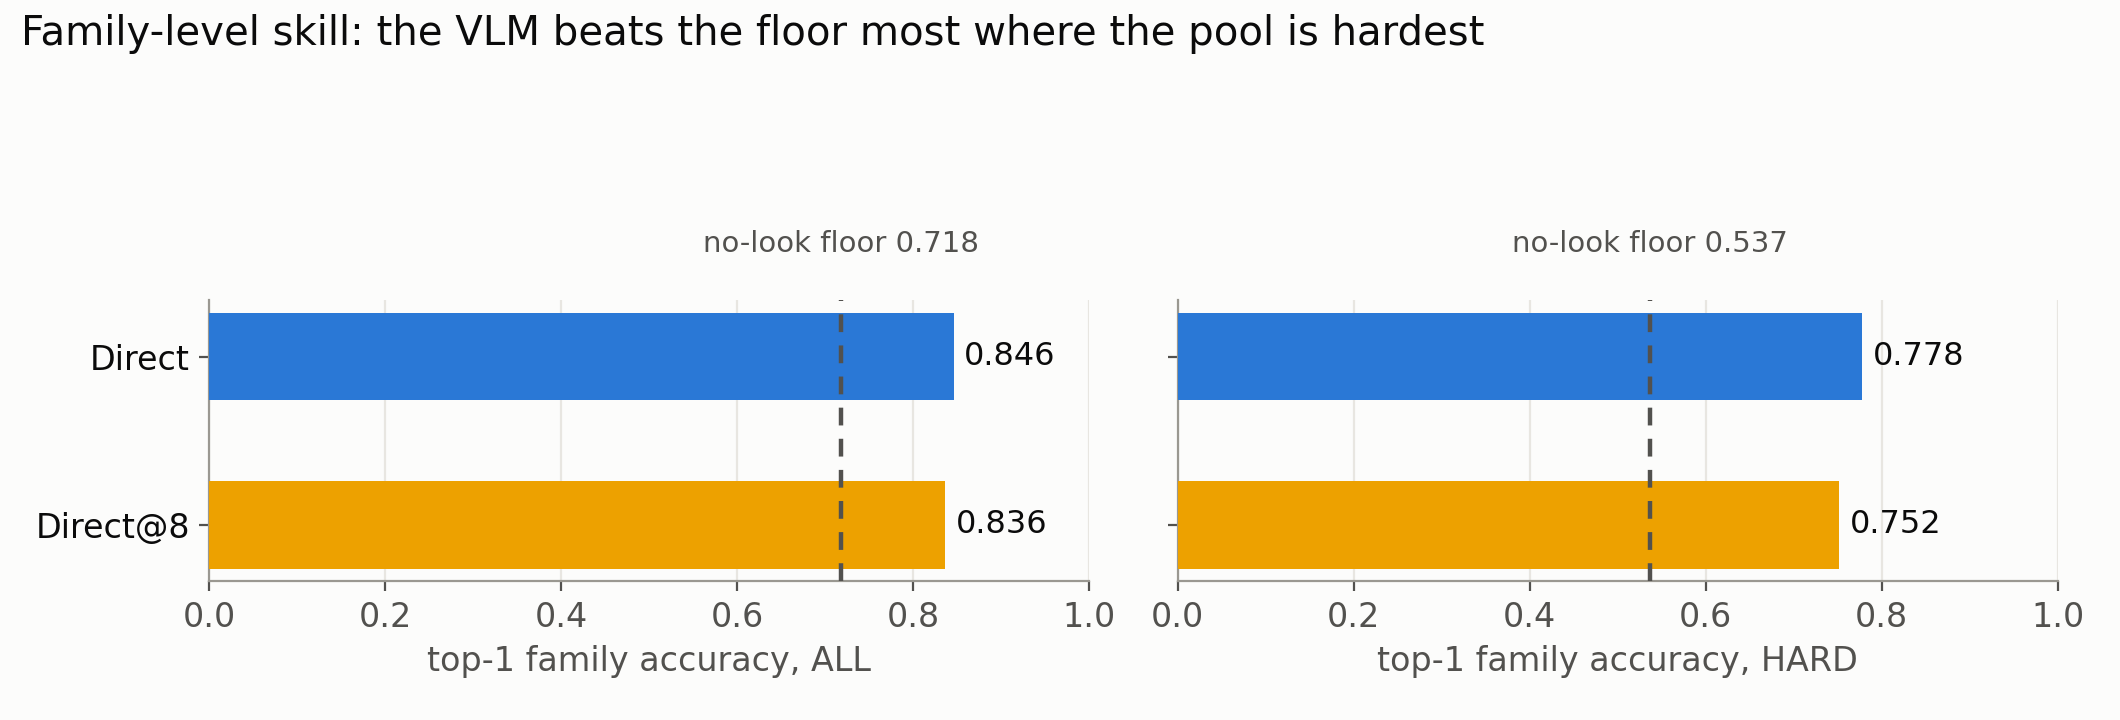 Family-level skill: the VLM beats the floor most where the pool is hardest
no-look floor 0.718
no-look floor 0.537
Direct
0.846
0.778
Direct@8
0.836
0.752
0.0 0.2 0.4 0.6 0.8 1.0
0.0 0.2 0.4 0.6 0.8 1.0
top-1 family accuracy, ALL
top-1 family accuracy, HARD